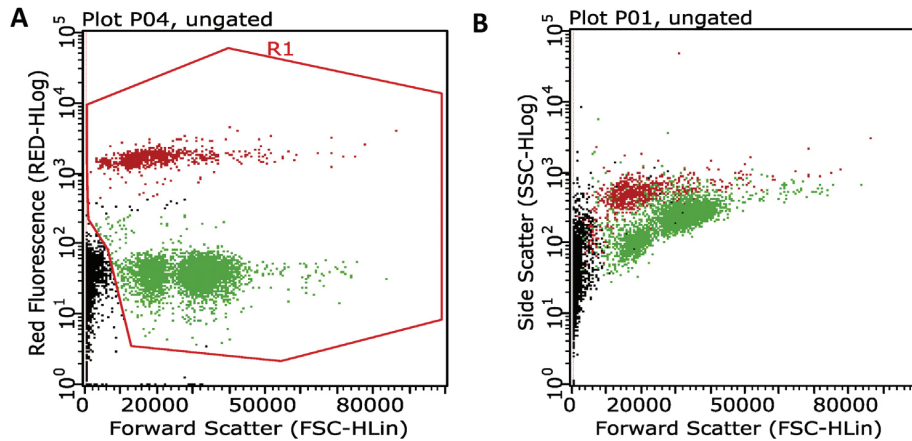 A
Plot P04, ungated
R1
Red Fluorescence (RED-HLog)
10^5
10^4
10^3
10^2
10^1
10^0
0 20000 50000 80000
Forward Scatter (FSC-HLin)
B
Plot P01, ungated
Side Scatter (SSC-HLog)
10^5
10^4
10^3
10^2
10^1
10^0
0 20000 50000 80000
Forward Scatter (FSC-HLin)